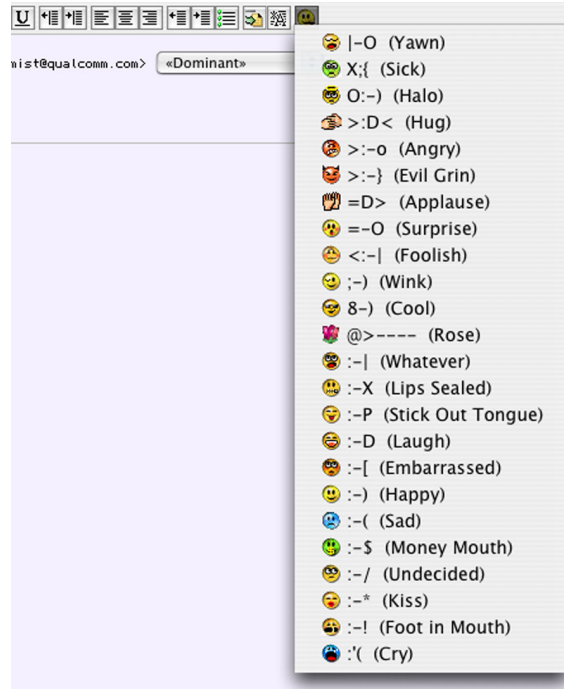 U
mist@qualcomm.com> «Dominant»
|-O (Yawn)
X;{ (Sick)
O:-) (Halo)
>:D< (Hug)
>:-o (Angry)
>:-} (Evil Grin)
=D> (Applause)
=-O (Surprise)
<:-| (Foolish)
;-) (Wink)
8-) (Cool)
@>---- (Rose)
:-| (Whatever)
:-X (Lips Sealed)
:-P (Stick Out Tongue)
:-D (Laugh)
:-[ (Embarrassed)
:-) (Happy)
:-( (Sad)
:-$ (Money Mouth)
:-/ (Undecided)
:-* (Kiss)
:-! (Foot in Mouth)
:'( (Cry)